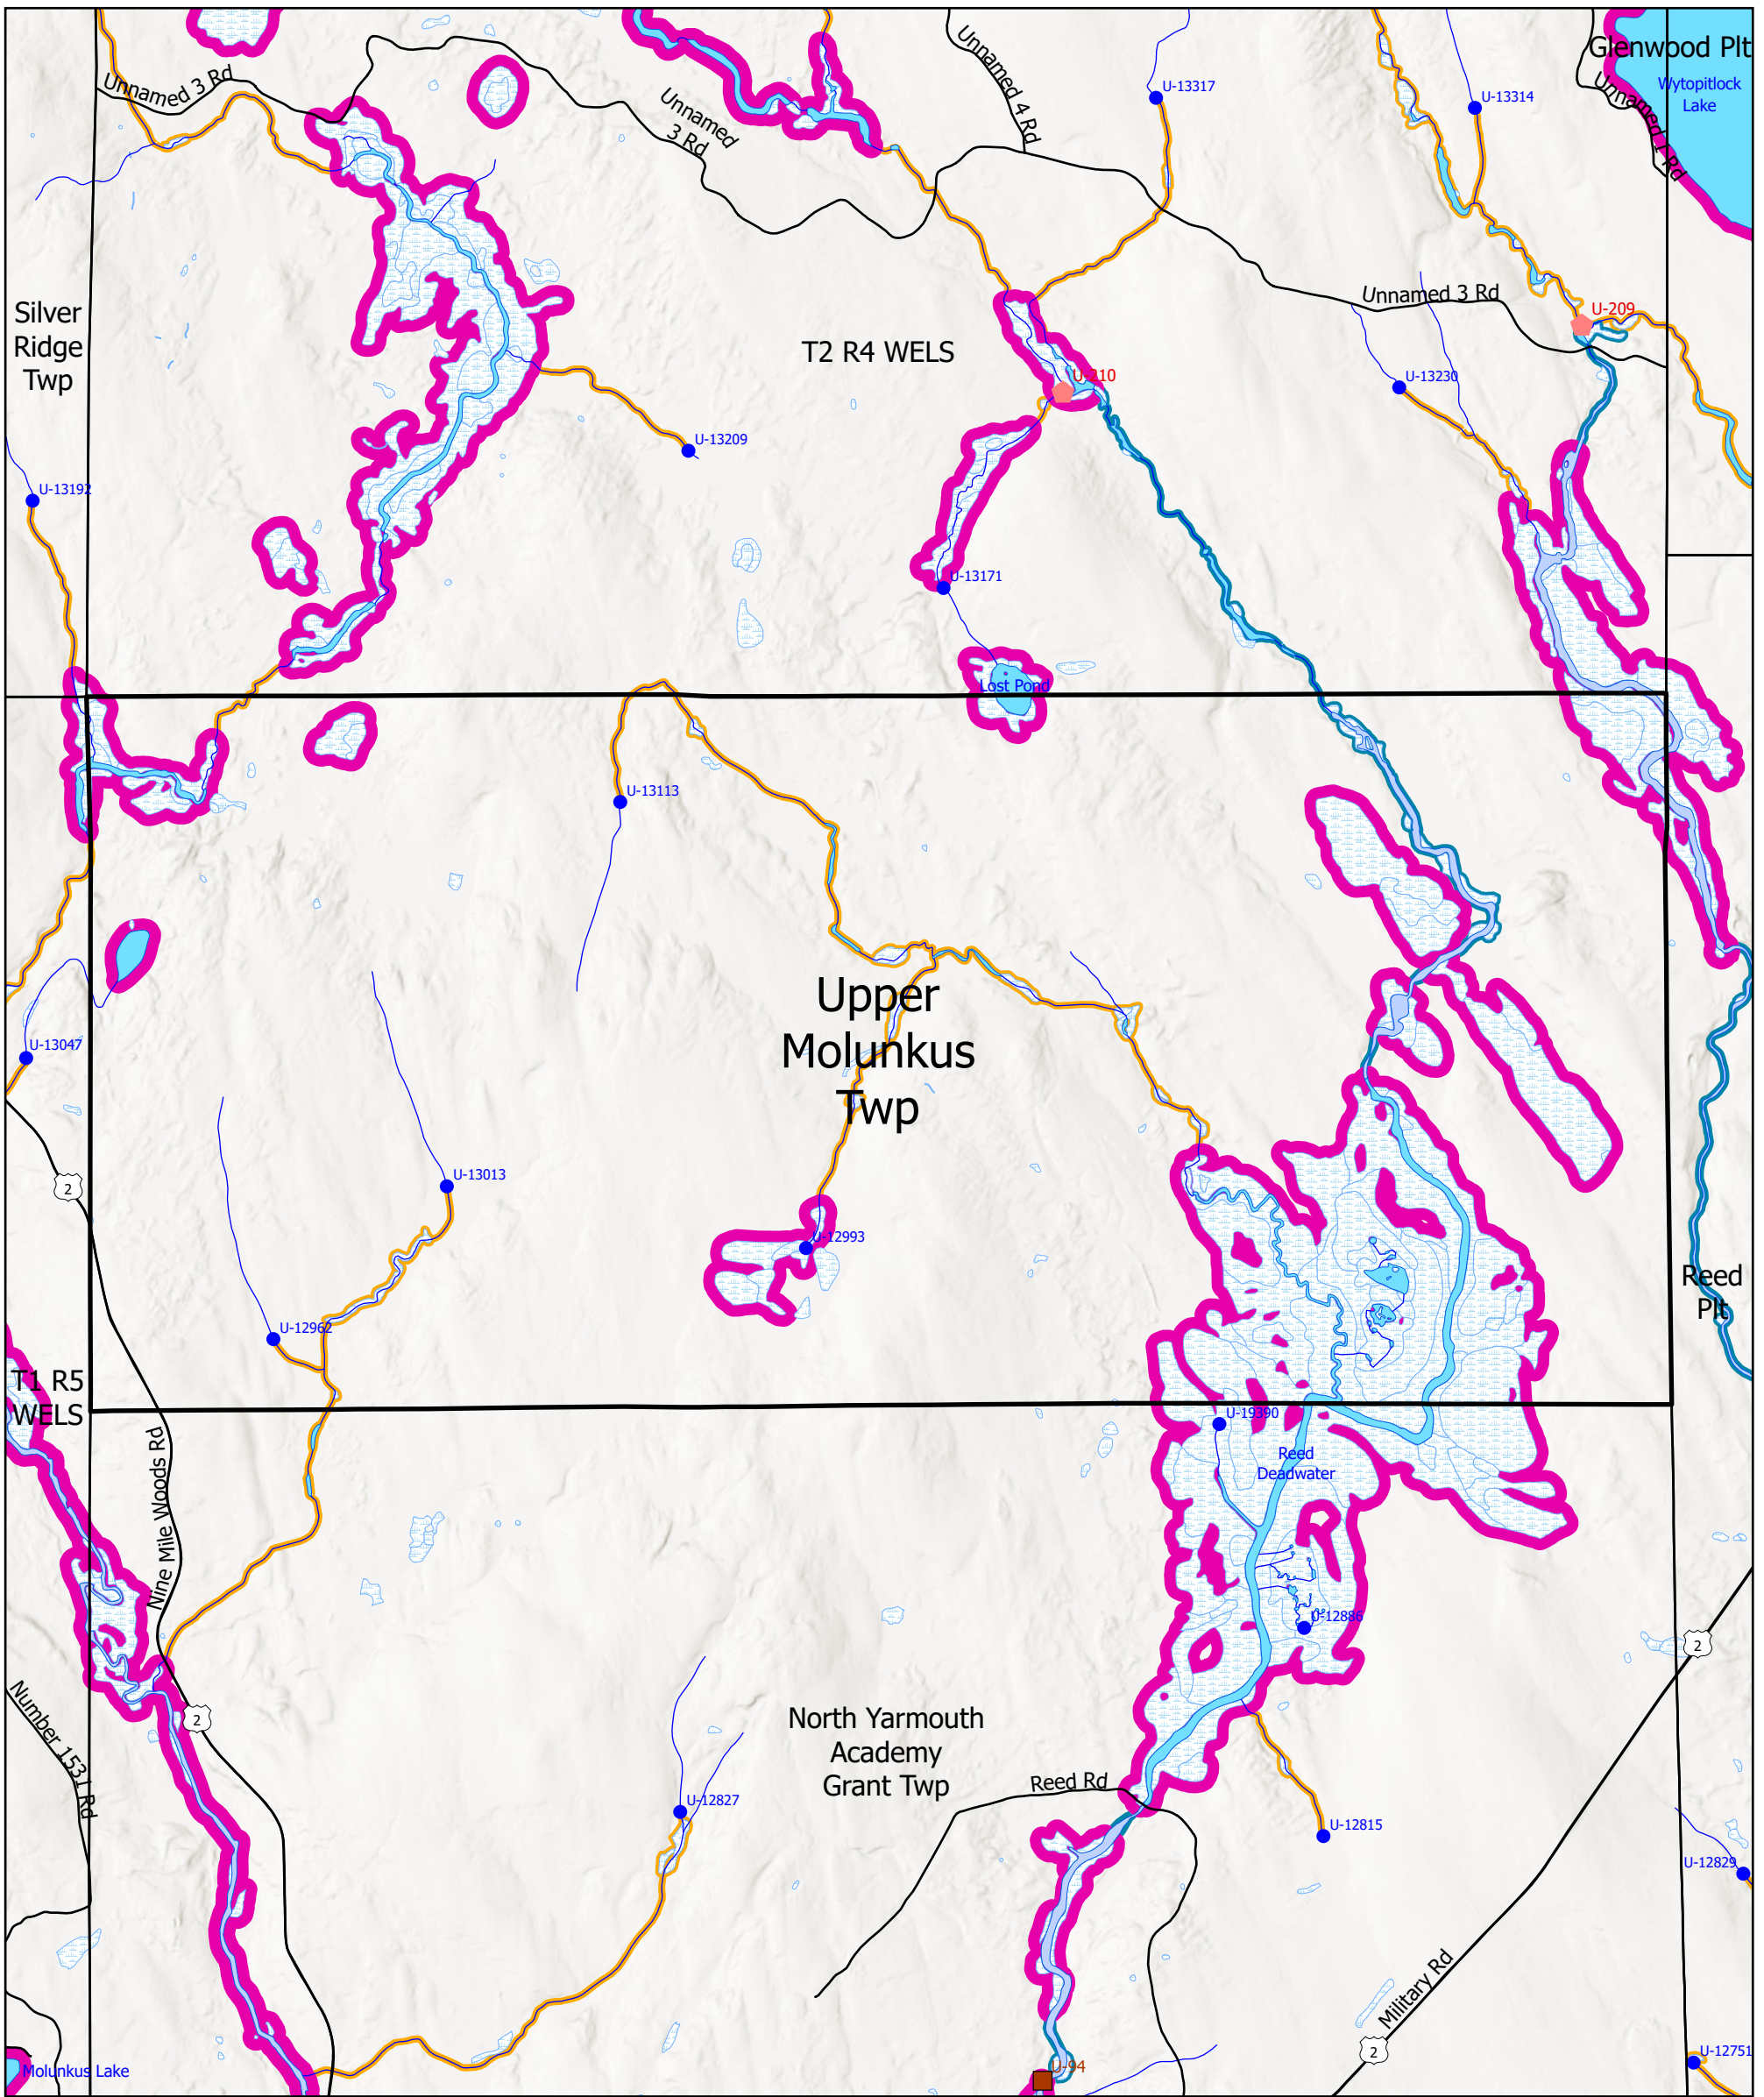 Glenwood Plt
Wytopitlock
Lake
Unnamed 1 Rd
Unnamed 3 Rd
Unnamed
3 Rd
Unnamed 4 Rd
U-13317
U-13314
Silver
Ridge
Twp
T2 R4 WELS
Unnamed 3 Rd
U-209
U-210
U-13230
U-13209
U-13192
U-13171
Lost Pond
U-13113
Upper
Molunkus
Twp
U-13047
2
U-13013
U-12993
Reed
Plt
U-12962
T1 R5
WELS
U-19390
Reed
Deadwater
Nine Mile Woods Rd
U-12886
2
2
Number 1531 Rd
North Yarmouth
Academy
Grant Twp
Reed Rd
U-12827
U-12815
U-12829
Military Rd
2
U-94
Molunkus Lake
U-12751